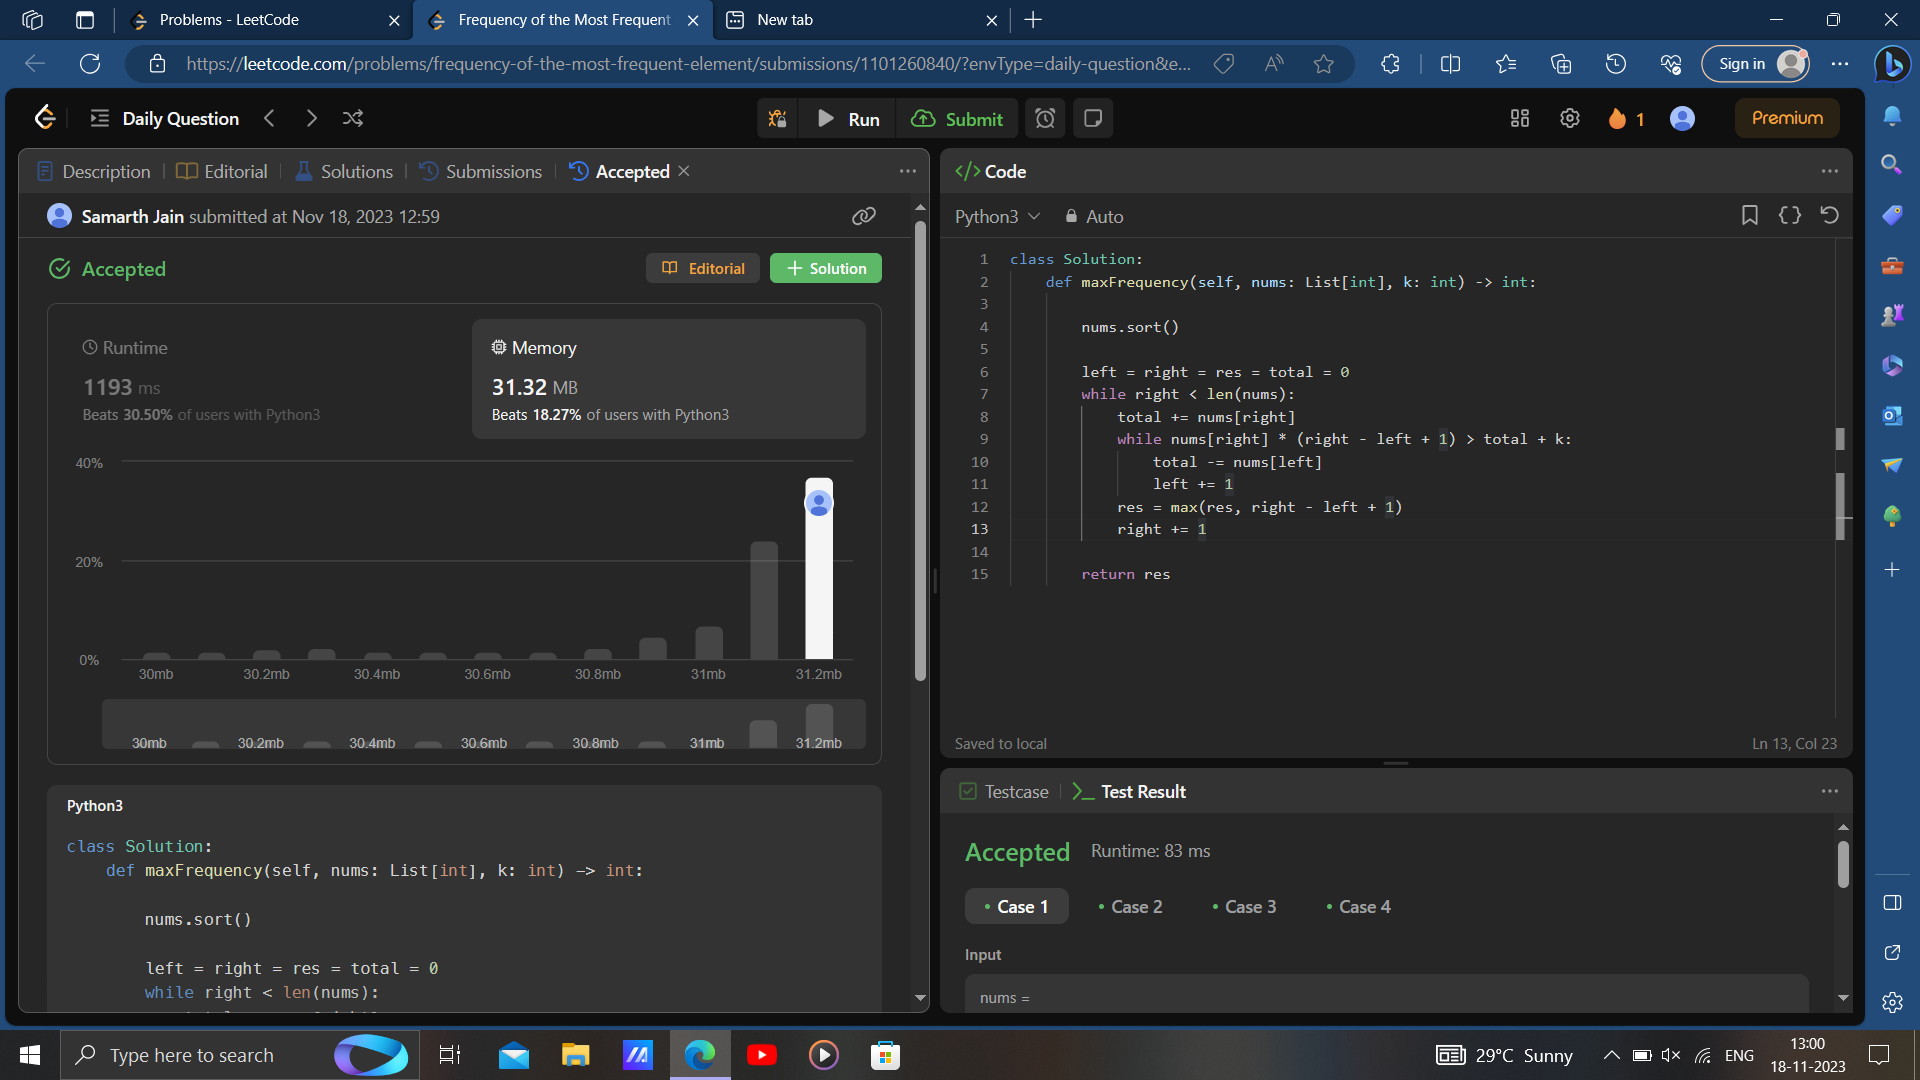 Problems - LeetCode
Frequency of the Most Frequent
New tab
https://leetcode.com/problems/frequency-of-the-most-frequent-element/submissions/1101260840/?envType=daily-question&e...
Sign in
Daily Question
Run
Submit
1
Premium
Description
Editorial
Solutions
Submissions
Accepted
Samarth Jain submitted at Nov 18, 2023 12:59
Accepted
Editorial
Solution
Runtime
1193 ms
Beats 30.50% of users with Python3
Memory
31.32 MB
Beats 18.27% of users with Python3
40%
20%
0%
30mb 30.2mb 30.4mb 30.6mb 30.8mb 31mb 31.2mb
30mb 30.2mb 30.4mb 30.6mb 30.8mb 31mb 31.2mb
Python3
class Solution:
def maxFrequency(self, nums: List[int], k: int) -> int:
nums.sort()
left = right = res = total = 0
while right < len(nums):
</> Code
Python3
Auto
1 class Solution:
2 def maxFrequency(self, nums: List[int], k: int) -> int:
3
4 nums.sort()
5
6 left = right = res = total = 0
7 while right < len(nums):
8 total += nums[right]
9 while nums[right] * (right - left + 1) > total + k:
10 total -= nums[left]
11 left += 1
12 res = max(res, right - left + 1)
13 right += 1
14
15 return res
Saved to local
Ln 13, Col 23
Testcase
Test Result
Accepted
Runtime: 83 ms
Case 1
Case 2
Case 3
Case 4
Input
nums =
Type here to search
29°C Sunny
ENG
13:00
18-11-2023